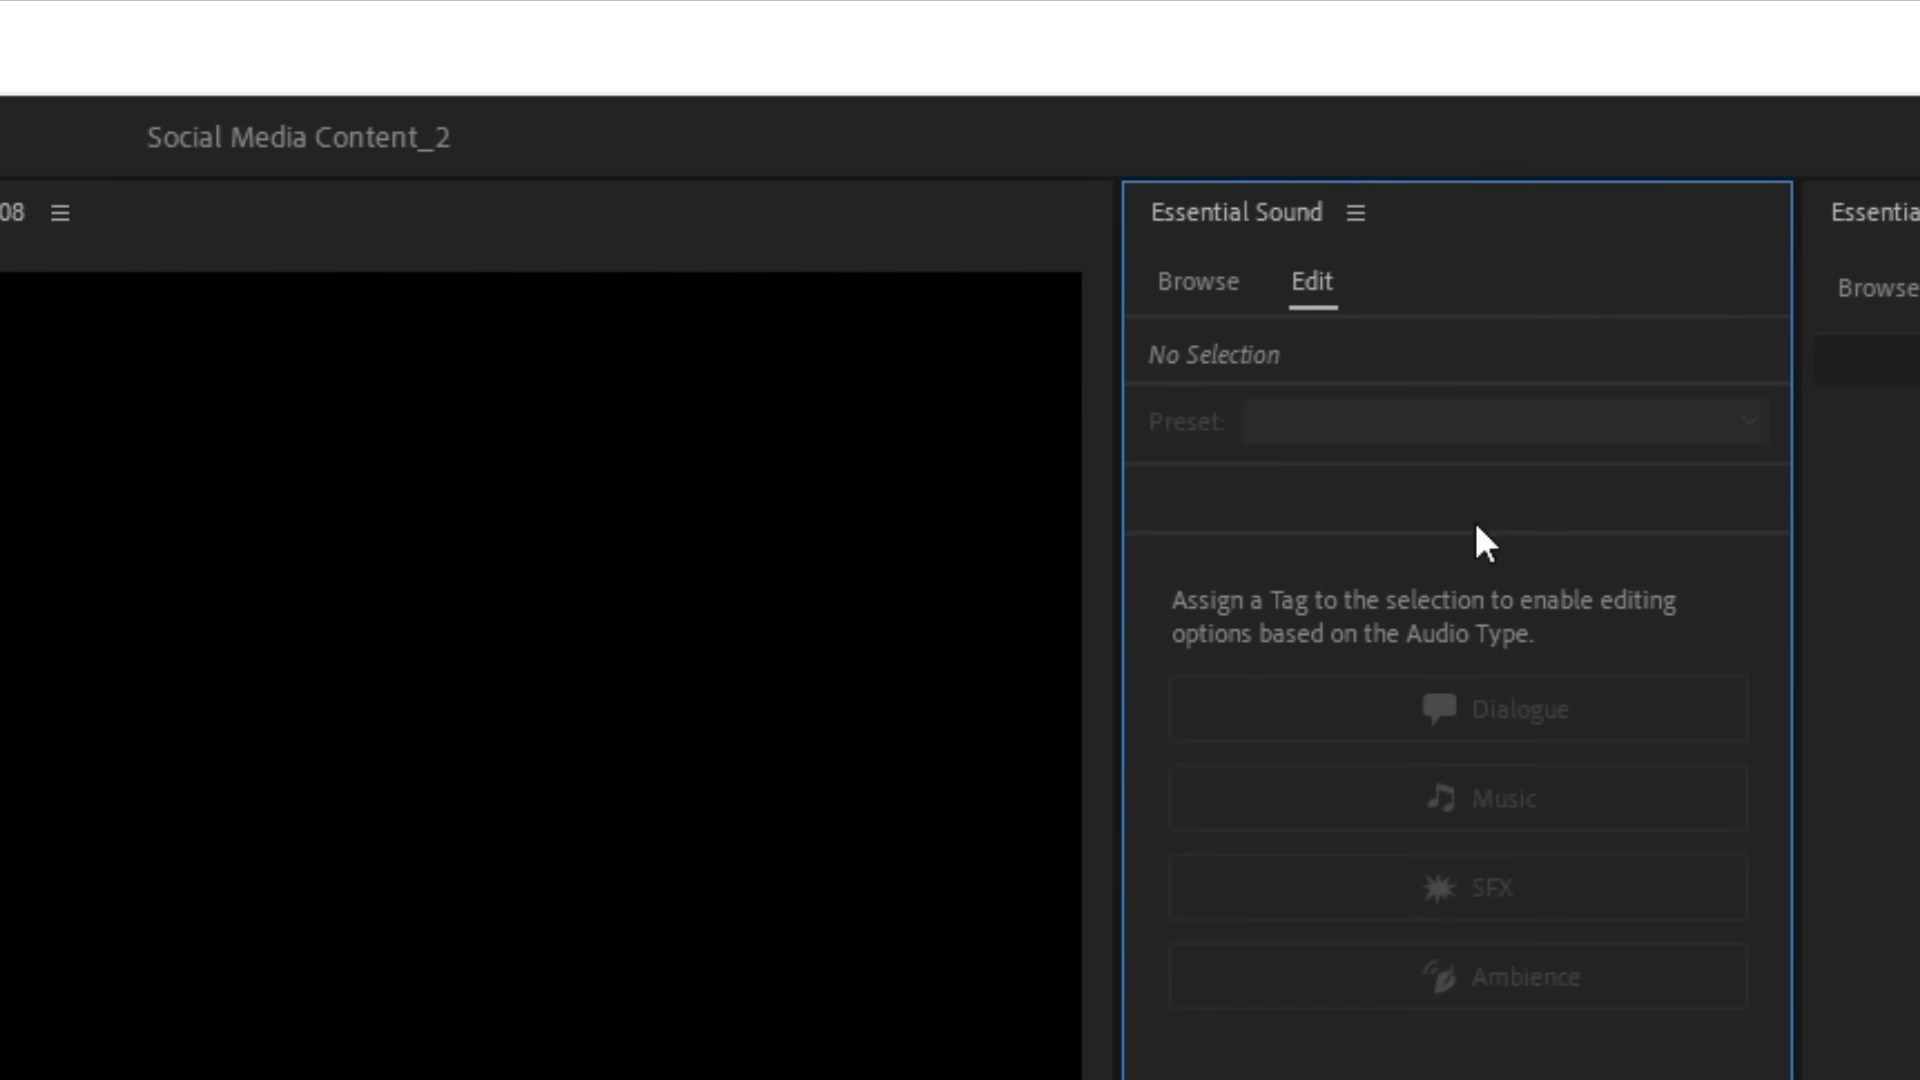 Social Media Content_2
08
Essential Sound
Browse
Edit
No Selection
Preset:
Assign a Tag to the selection to enable editing
options based on the Audio Type.
Dialogue
Music
SFX
Ambience
Essentia
Browse